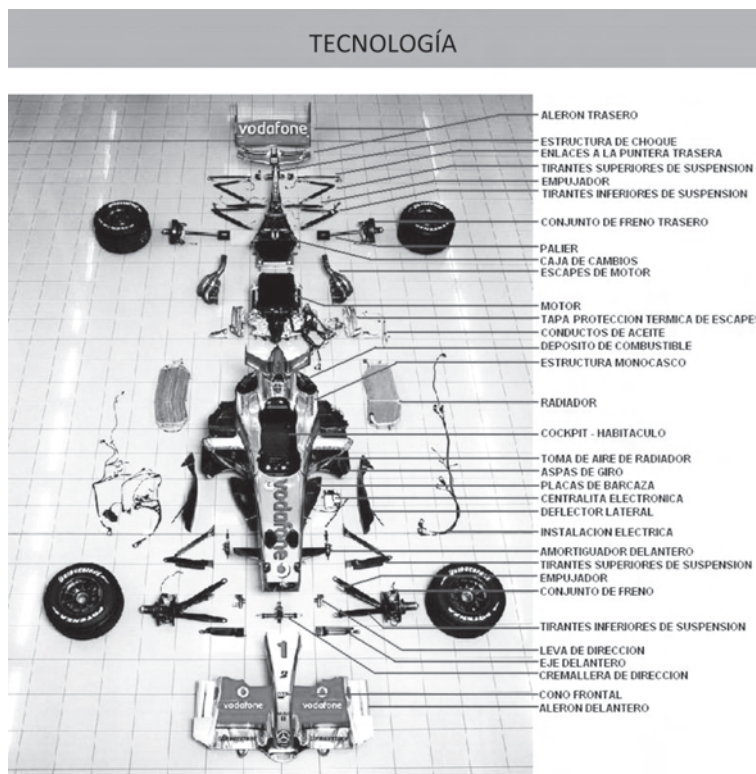 TECNOLOGÍA
vodafone
ALERON TRASERO
ESTRUCTURA DE CHOQUE
ENLACES A LA PUNTERA TRASERA
TIRANTES SUPERIORES DE SUSPENSION
EMPUJADOR
TIRANTES INFERIORES DE SUSPENSION
CONJUNTO DE FRENO TRASERO
PALIER
CAJA DE CAMBIOS
ESCAPES DE MOTOR
MOTOR
TAPA PROTECCION TERMICA DE ESCAPES
CONDUCTOS DE ACEITE
DEPOSITO DE COMBUSTIBLE
ESTRUCTURA MONOCASCO
RADIADOR
COCKPIT - HABITACULO
TOMA DE AIRE DE RADIADOR
ASPAS DE GIRO
PLACAS DE BARCAZA
CENTRALITA ELECTRONICA
DEFLECTOR LATERAL
vodafone
INSTALACION ELECTRICA
AMORTIGUADOR DELANTERO
TIRANTES SUPERIORES DE SUSPENSION
EMPUJADOR
CONJUNTO DE FRENO
TIRANTES INFERIORES DE SUSPENSION
LEVA DE DIRECCION
EJE DELANTERO
CREMALLERA DE DIRECCION
CONO FRONTAL
ALERON DELANTERO
1
vodafone
vodafone